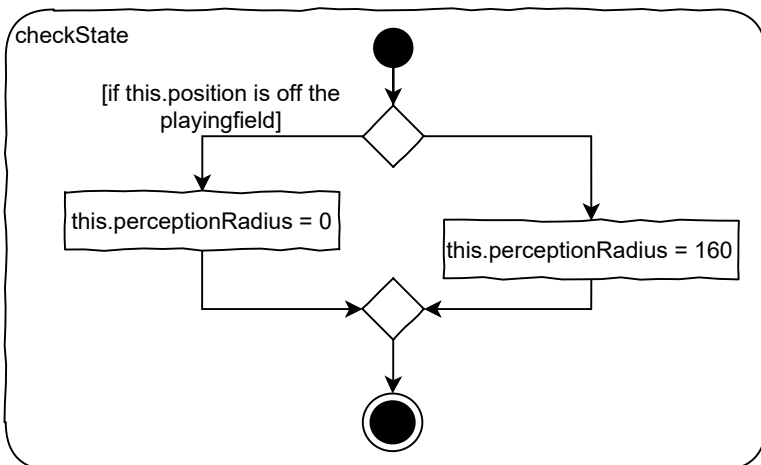 checkState
[if this.position is off the
playingfield]
this.perceptionRadius = 0
this.perceptionRadius = 160